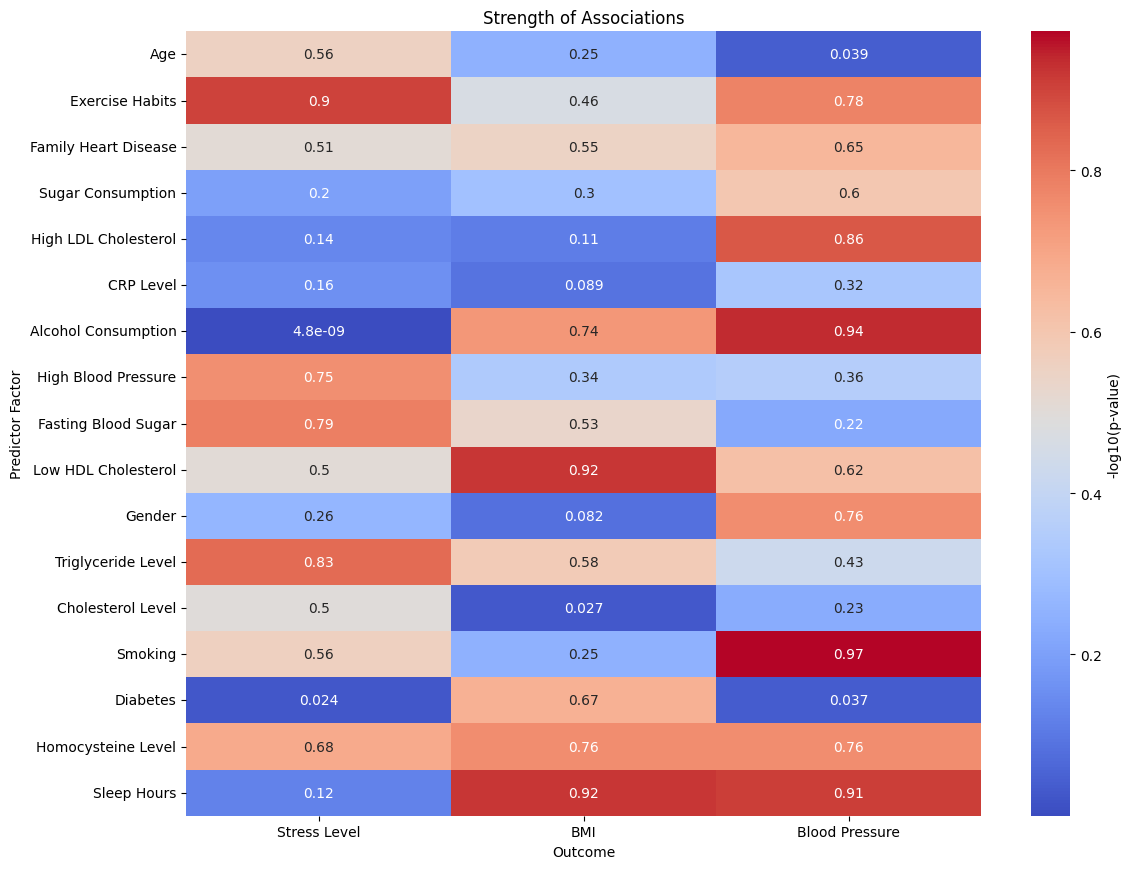 Strength of Associations
Predictor Factor
Age 0.56 0.25 0.039
Exercise Habits 0.9 0.46 0.78
Family Heart Disease 0.51 0.55 0.65
Sugar Consumption 0.2 0.3 0.6
High LDL Cholesterol 0.14 0.11 0.86
CRP Level 0.16 0.089 0.32
Alcohol Consumption 4.8e-09 0.74 0.94
High Blood Pressure 0.75 0.34 0.36
Fasting Blood Sugar 0.79 0.53 0.22
Low HDL Cholesterol 0.5 0.92 0.62
Gender 0.26 0.082 0.76
Triglyceride Level 0.83 0.58 0.43
Cholesterol Level 0.5 0.027 0.23
Smoking 0.56 0.25 0.97
Diabetes 0.024 0.67 0.037
Homocysteine Level 0.68 0.76 0.76
Sleep Hours 0.12 0.92 0.91
Stress Level BMI Blood Pressure
Outcome
0.8
0.6
0.4
0.2
-log10(p-value)